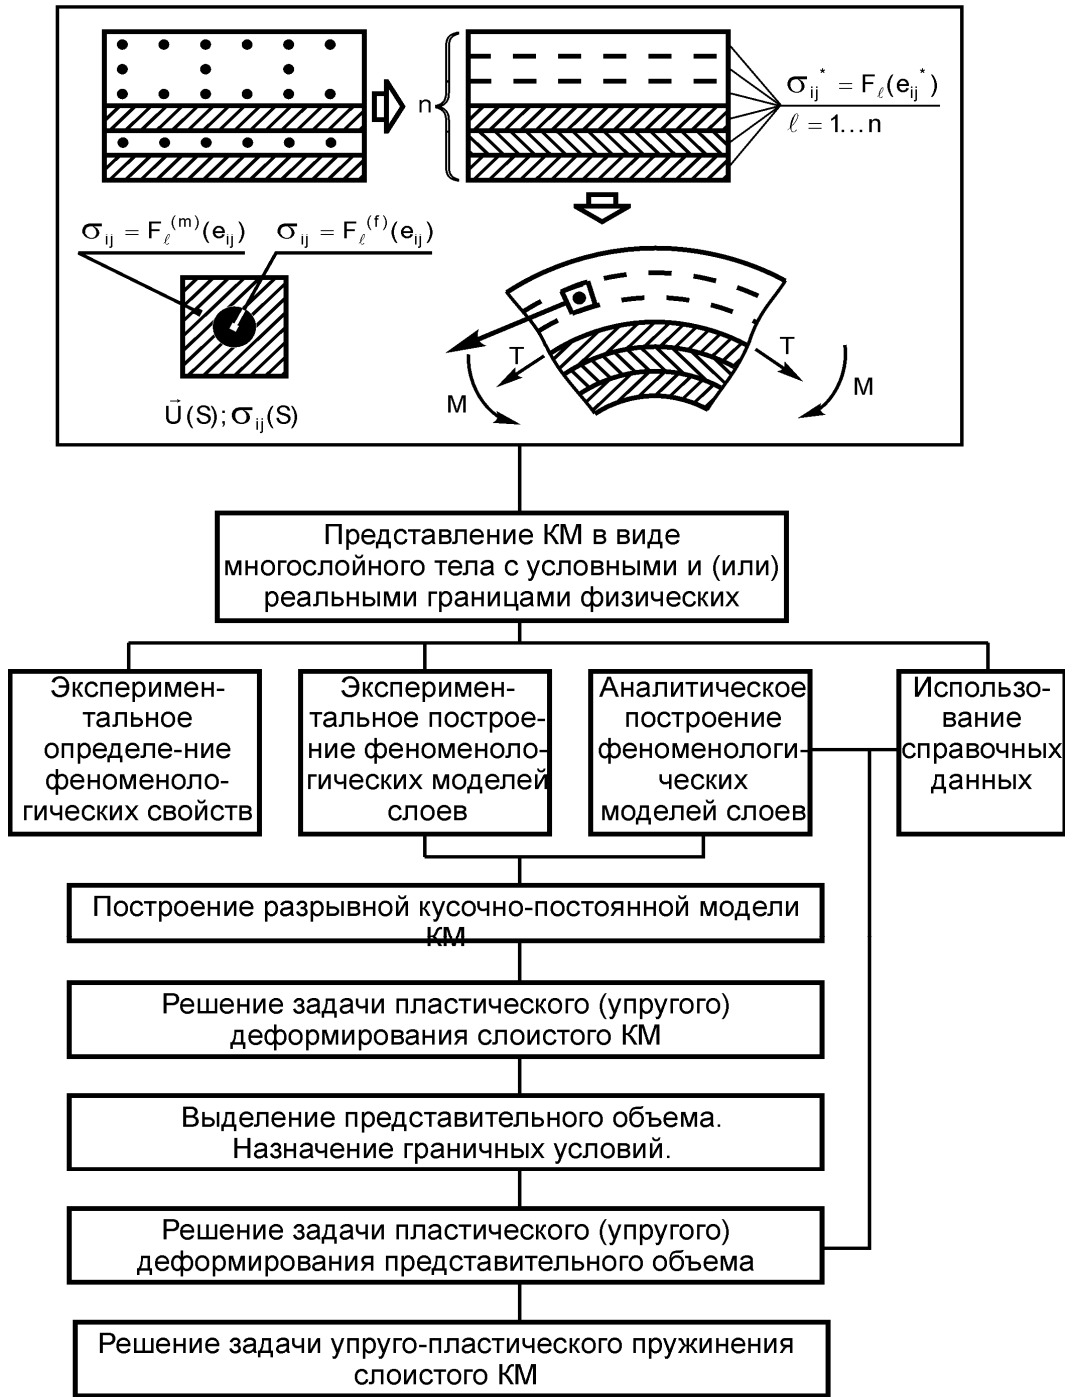 n
σij* = Fℓ(eij*)
ℓ = 1...n
σij = Fℓ(m)(eij)
σij = Fℓ(f)(eij)
T
T
M
M
U⃗(S); σij(S)
Представление КМ в виде
многослойного тела с условными и (или)
реальными границами физических
Эксперимен-
тальное
определе-ние
феноменоло-
гических свойств
Эксперимен-
тальное построе-
ние феноменоло-
гических моделей
слоев
Аналитическое
построение
феноменологи-
ческих
моделей слоев
Использо-
вание
справочных
данных
Построение разрывной кусочно-постоянной модели
КМ
Решение задачи пластического (упругого)
деформирования слоистого КМ
Выделение представительного объема.
Назначение граничных условий.
Решение задачи пластического (упругого)
деформирования представительного объема
Решение задачи упруго-пластического пружинения
слоистого КМ